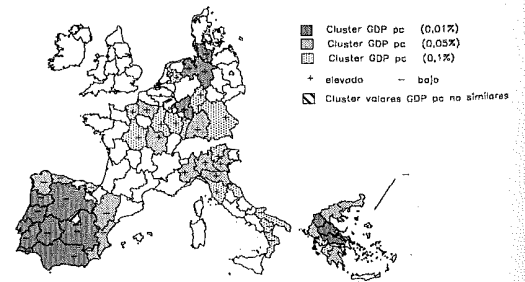 Cluster GDP pc (0,01%)
Cluster GDP pc (0,05%)
Cluster GDP pc (0,1%)
+ elevado − bajo
Cluster valores GDP pc no similares